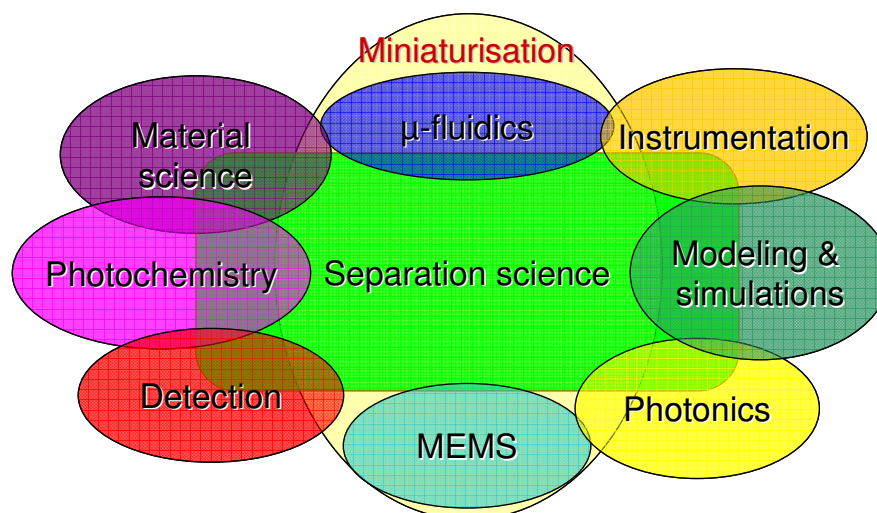 Miniaturisation
µ-fluidics
Material
science
Instrumentation
Photochemistry
Separation science
Modeling &
simulations
Detection
MEMS
Photonics